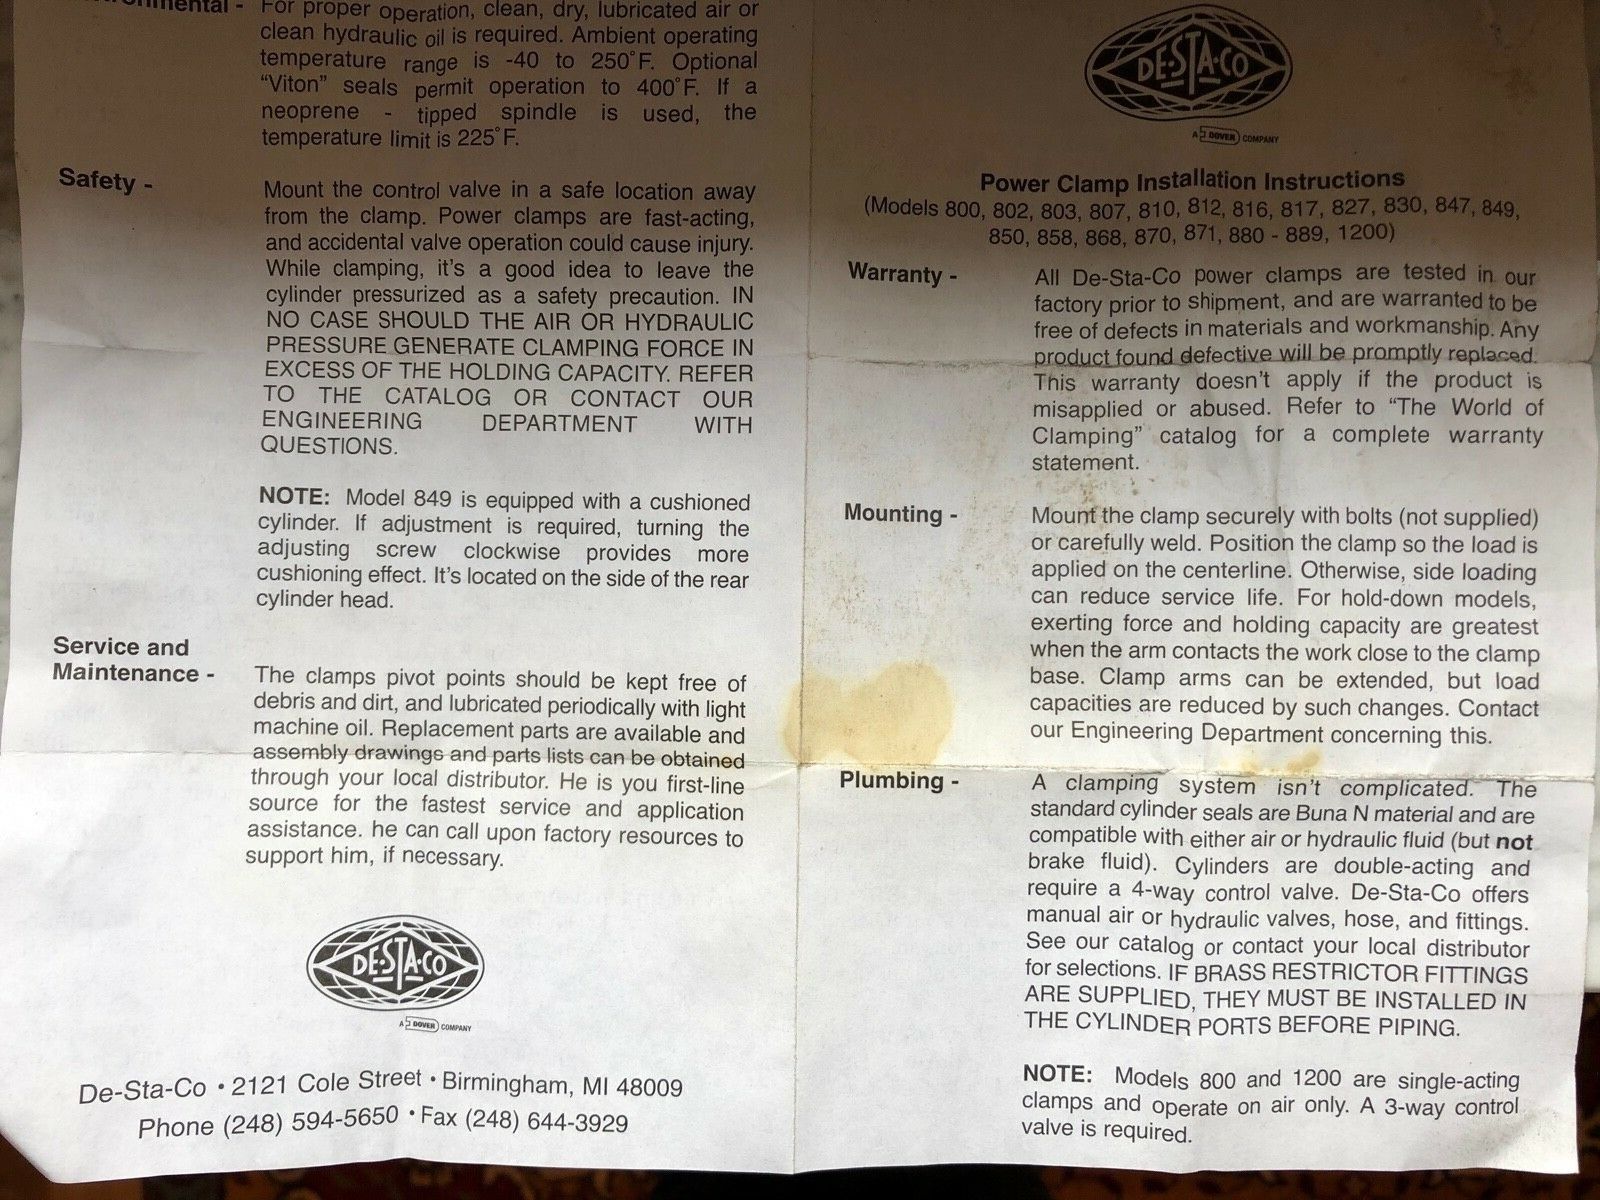 Environmental - For proper operation, clean, dry, lubricated air or
clean hydraulic oil is required. Ambient operating
temperature range is -40 to 250°F. Optional
“Viton” seals permit operation to 400°F. If a
neoprene - tipped spindle is used, the
temperature limit is 225°F.
Safety -
Mount the control valve in a safe location away
from the clamp. Power clamps are fast-acting,
and accidental valve operation could cause injury.
While clamping, it's a good idea to leave the
cylinder pressurized as a safety precaution. IN
NO CASE SHOULD THE AIR OR HYDRAULIC
PRESSURE GENERATE CLAMPING FORCE IN
EXCESS OF THE HOLDING CAPACITY. REFER
TO THE CATALOG OR CONTACT OUR
ENGINEERING DEPARTMENT WITH
QUESTIONS.
NOTE: Model 849 is equipped with a cushioned
cylinder. If adjustment is required, turning the
adjusting screw clockwise provides more
cushioning effect. It's located on the side of the rear
cylinder head.
Service and
Maintenance -
The clamps pivot points should be kept free of
debris and dirt, and lubricated periodically with light
machine oil. Replacement parts are available and
assembly drawings and parts lists can be obtained
through your local distributor. He is you first-line
source for the fastest service and application
assistance. he can call upon factory resources to
support him, if necessary.
DE-STA-CO
A DOVER COMPANY
De-Sta-Co • 2121 Cole Street • Birmingham, MI 48009
Phone (248) 594-5650 • Fax (248) 644-3929
DE-STA-CO
A DOVER COMPANY
Power Clamp Installation Instructions
(Models 800, 802, 803, 807, 810, 812, 816, 817, 827, 830, 847, 849,
850, 858, 868, 870, 871, 880 - 889, 1200)
Warranty - All De-Sta-Co power clamps are tested in our
factory prior to shipment, and are warranted to be
free of defects in materials and workmanship. Any
product found defective will be promptly replaced.
This warranty doesn't apply if the product is
misapplied or abused. Refer to “The World of
Clamping” catalog for a complete warranty
statement.
Mounting - Mount the clamp securely with bolts (not supplied)
or carefully weld. Position the clamp so the load is
applied on the centerline. Otherwise, side loading
can reduce service life. For hold-down models,
exerting force and holding capacity are greatest
when the arm contacts the work close to the clamp
base. Clamp arms can be extended, but load
capacities are reduced by such changes. Contact
our Engineering Department concerning this.
Plumbing - A clamping system isn't complicated. The
standard cylinder seals are Buna N material and are
compatible with either air or hydraulic fluid (but not
brake fluid). Cylinders are double-acting and
require a 4-way control valve. De-Sta-Co offers
manual air or hydraulic valves, hose, and fittings.
See our catalog or contact your local distributor
for selections. IF BRASS RESTRICTOR FITTINGS
ARE SUPPLIED, THEY MUST BE INSTALLED IN
THE CYLINDER PORTS BEFORE PIPING.
NOTE: Models 800 and 1200 are single-acting
clamps and operate on air only. A 3-way control
valve is required.